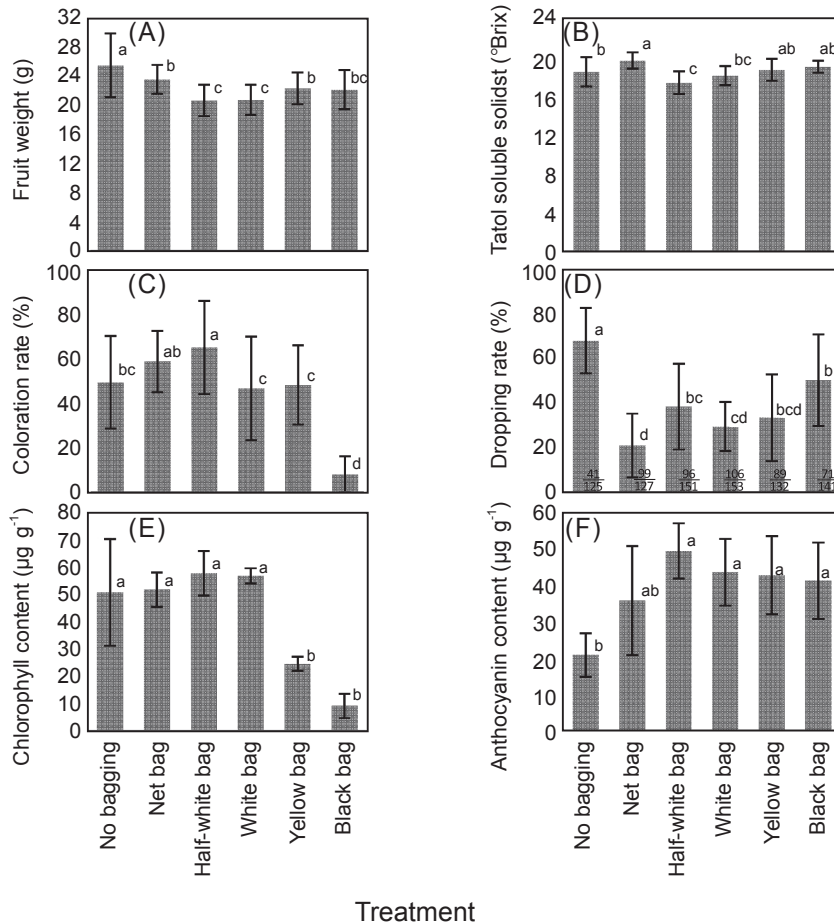 (A)
Fruit weight (g)
32
28
24
20
16
12
8
4
0
a
b
c
c
b
bc
(B)
Tatol soluble solidst (°Brix)
24
20
16
12
8
4
0
b
a
c
bc
ab
ab
(C)
Coloration rate (%)
100
80
60
40
20
0
bc
ab
a
c
c
d
(D)
Dropping rate (%)
100
80
60
40
20
0
a
d
bc
cd
bcd
b
41 99 96 106 89 71
125 127 151 153 132 141
(E)
Chlorophyll content (µg g-1)
80
70
60
50
40
30
20
10
0
a
a
a
a
b
b
(F)
Anthocyanin content (µg g-1)
60
50
40
30
20
10
0
b
ab
a
a
a
a
No bagging
Net bag
Half-white bag
White bag
Yellow bag
Black bag
No bagging
Net bag
Half-white bag
White bag
Yellow bag
Black bag
Treatment